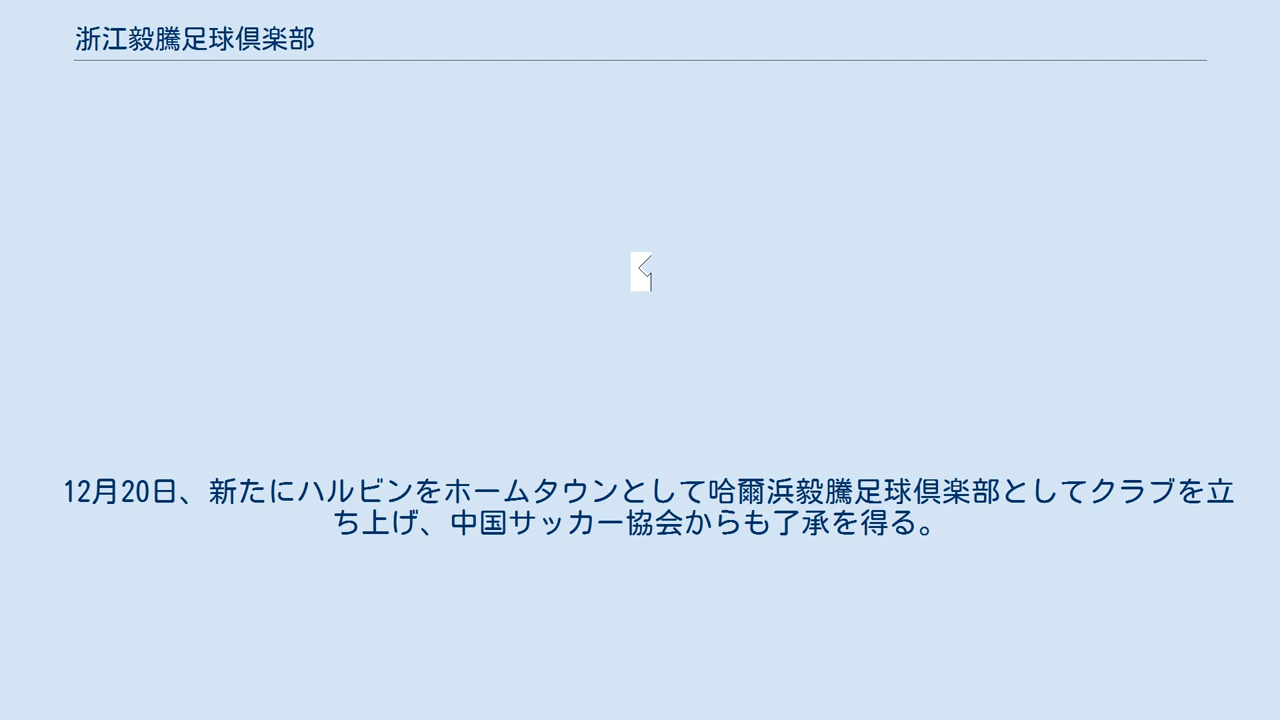 浙江毅騰足球倶楽部
12月20日、新たにハルビンをホームタウンとして哈爾浜毅騰足球倶楽部としてクラブを立
ち上げ、中国サッカー協会からも了承を得る。